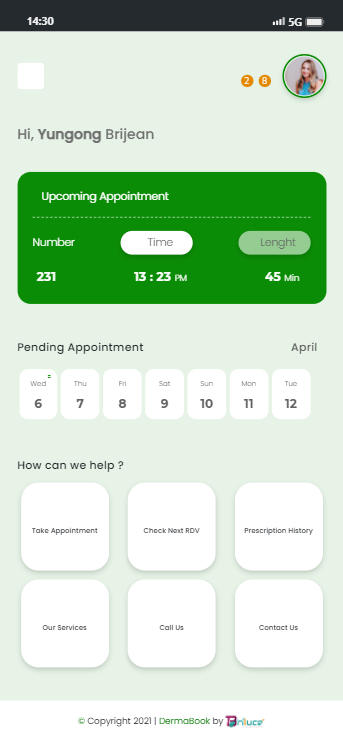 14:30 5G
2 8
Hi, Yungong Brijean
Upcoming Appointment
Number Time Lenght
231 13 : 23 PM 45 Min
Pending Appointment April
Wed Thu Fri Sat Sun Mon Tue
6 7 8 9 10 11 12
How can we help ?
Take Appointment Check Next RDV Prescription History
Our Services Call Us Contact Us
© Copyright 2021 | DermaBook by